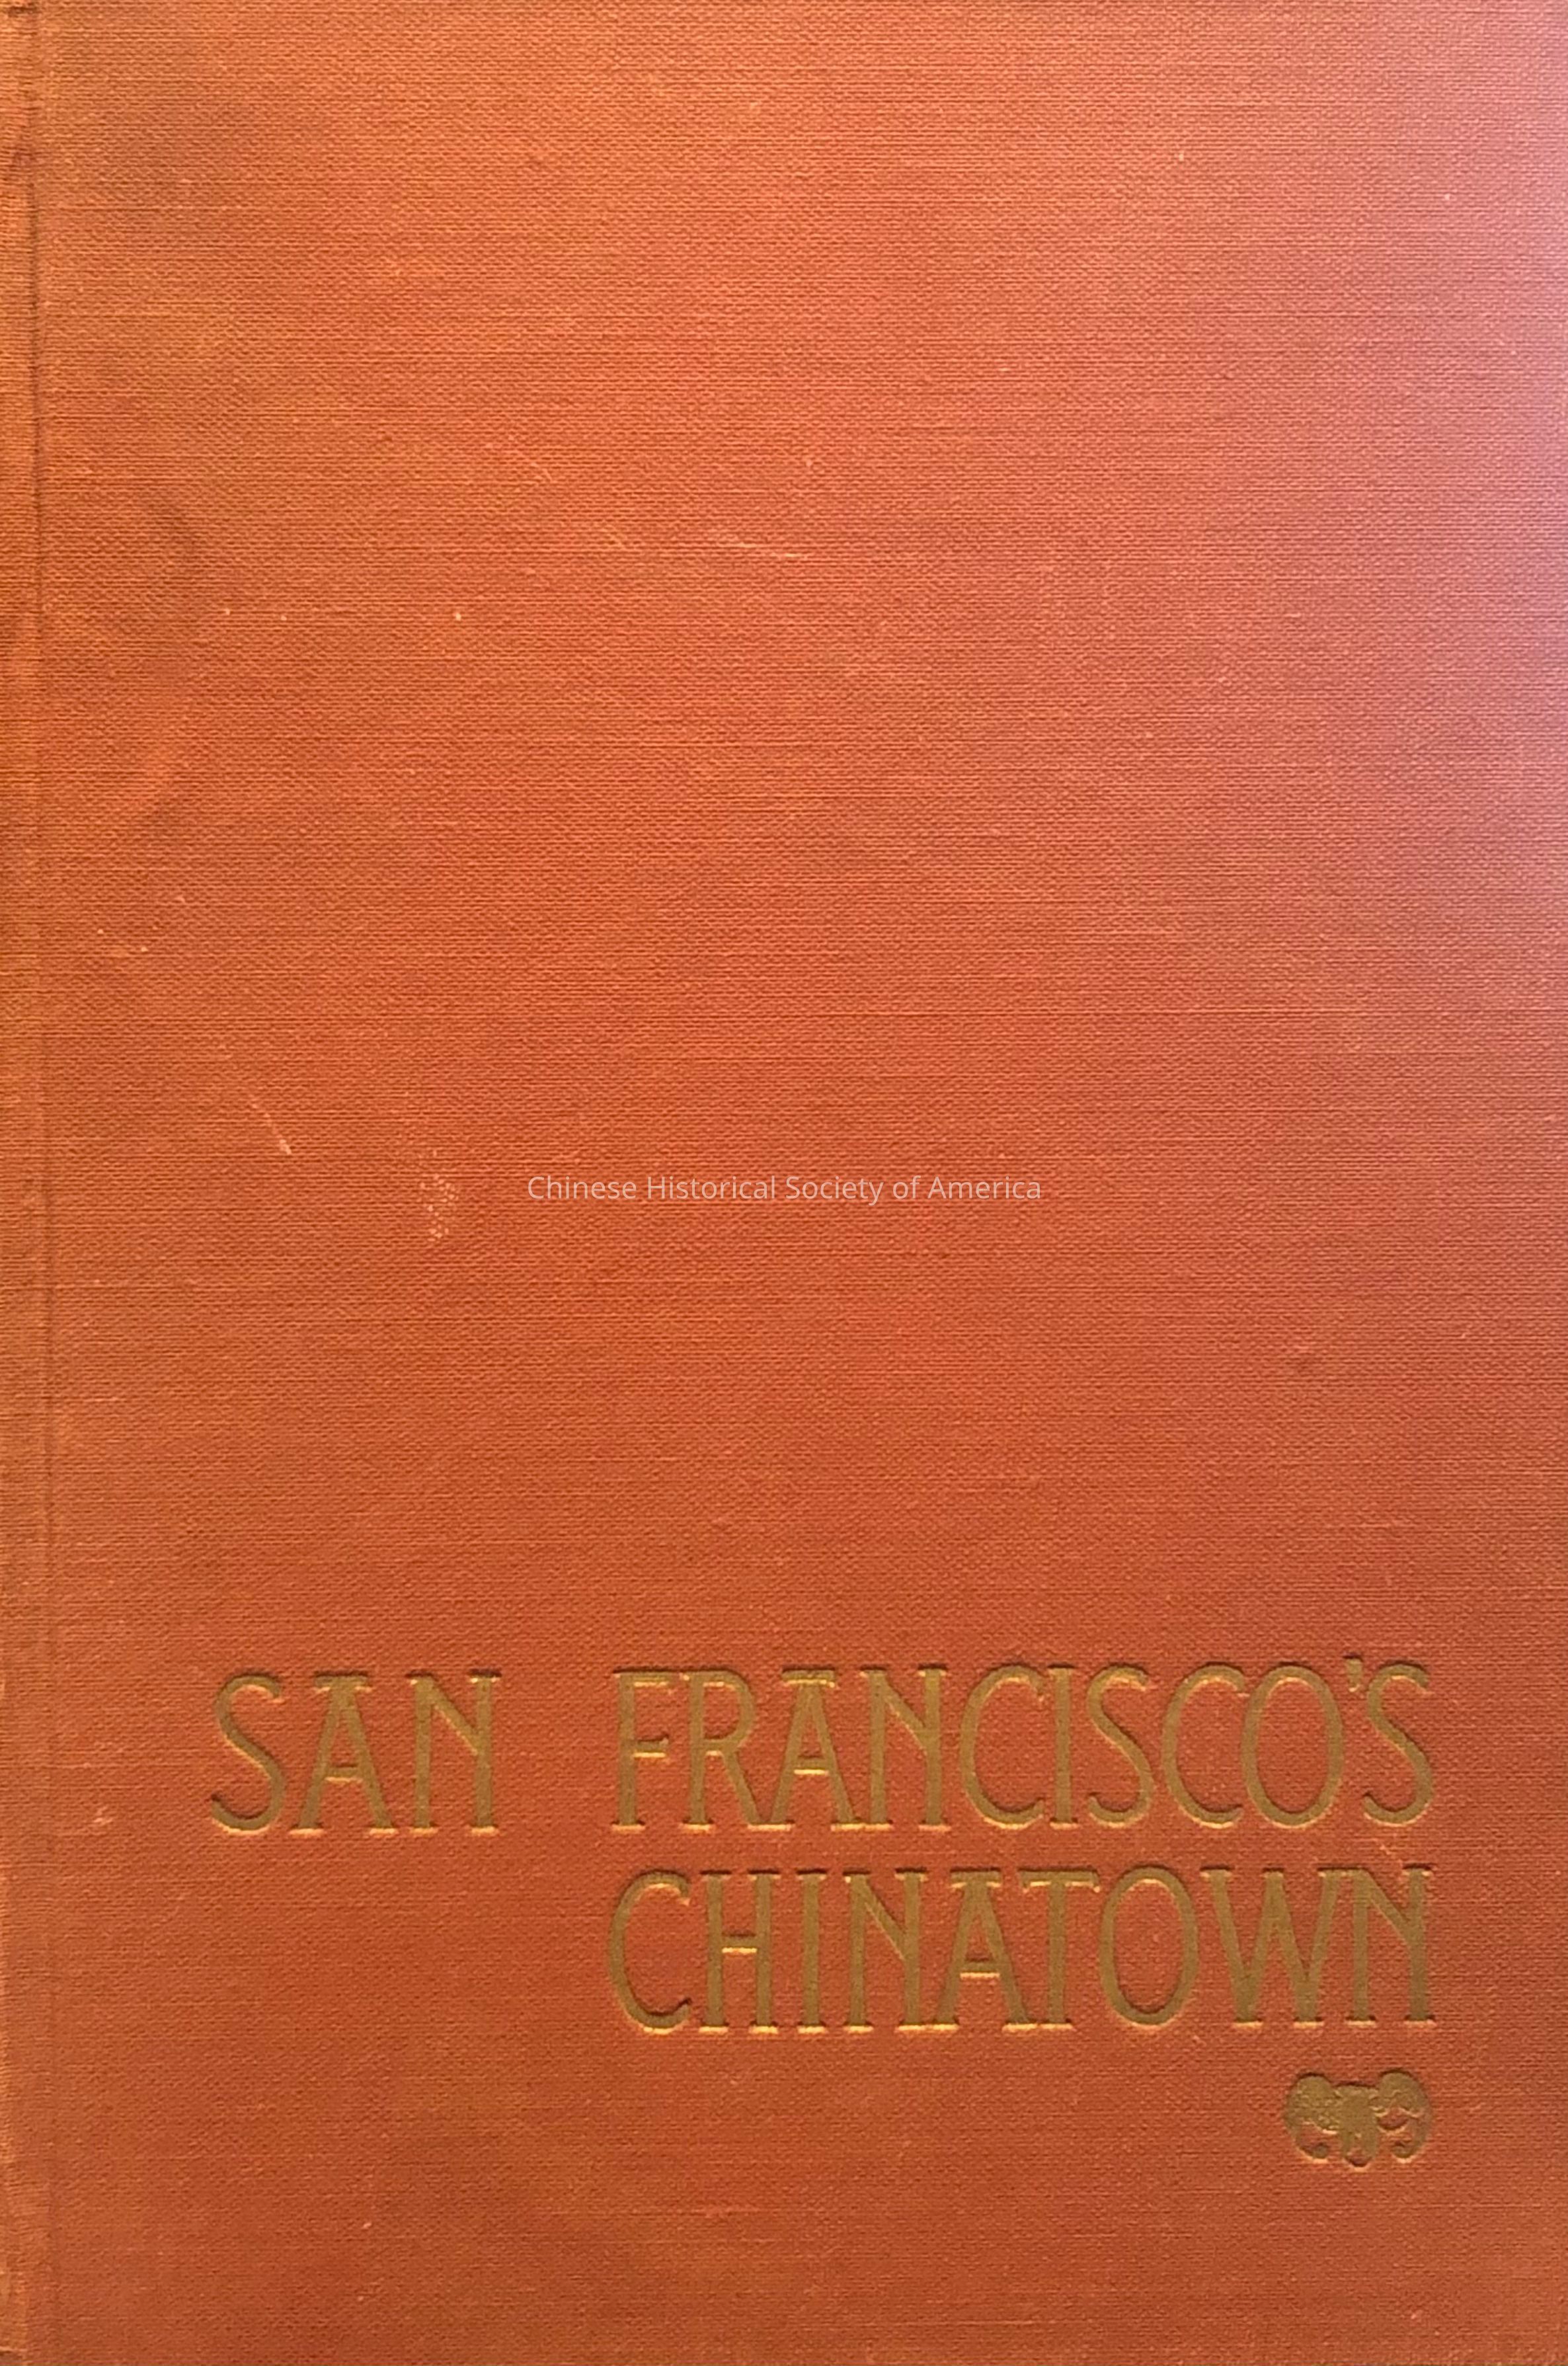 Chinese Historical Society of America
SAN FRANCISCO'S
CHINATOWN